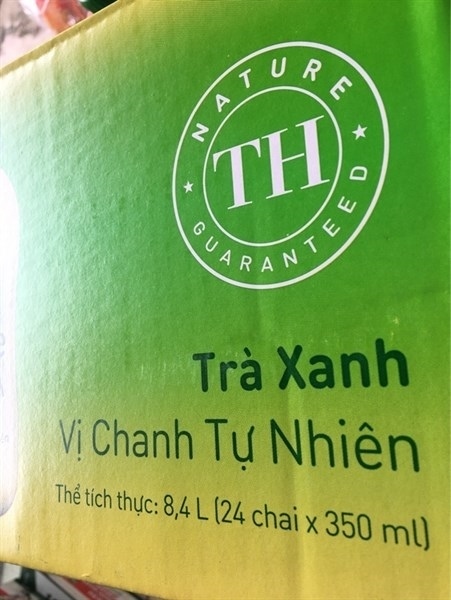 NATURE
TH
GUARANTEED
Trà Xanh
Vị Chanh Tự Nhiên
Thể tích thực: 8,4 L (24 chai x 350 ml)